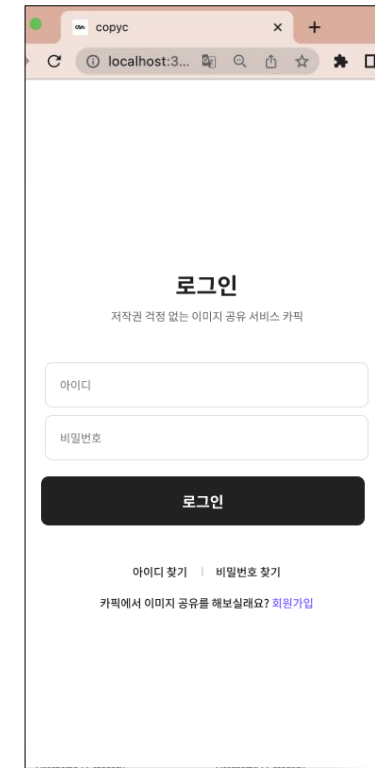 copyc
localhost:3...
로그인
저작권 걱정 없는 이미지 공유 서비스 카픽
아이디
비밀번호
로그인
아이디 찾기 | 비밀번호 찾기
카픽에서 이미지 공유를 해보실래요? 회원가입